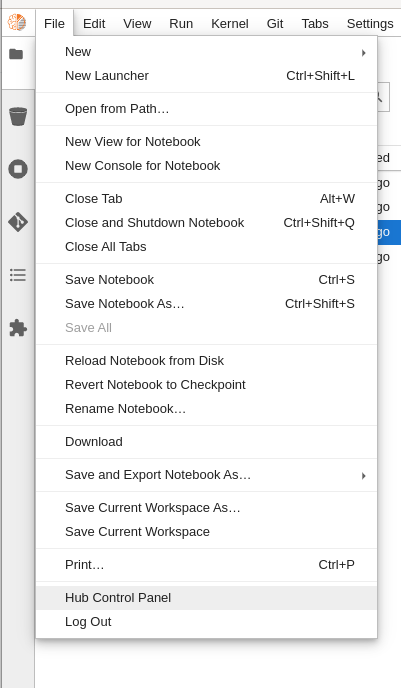 File Edit View Run Kernel Git Tabs Settings
New
New Launcher Ctrl+Shift+L
Open from Path…
New View for Notebook
ed
New Console for Notebook
go
Close Tab Alt+W
go
Close and Shutdown Notebook Ctrl+Shift+Q
go
Close All Tabs
go
Save Notebook Ctrl+S
Save Notebook As… Ctrl+Shift+S
Save All
Reload Notebook from Disk
Revert Notebook to Checkpoint
Rename Notebook…
Download
Save and Export Notebook As…
Save Current Workspace As…
Save Current Workspace
Print… Ctrl+P
Hub Control Panel
Log Out